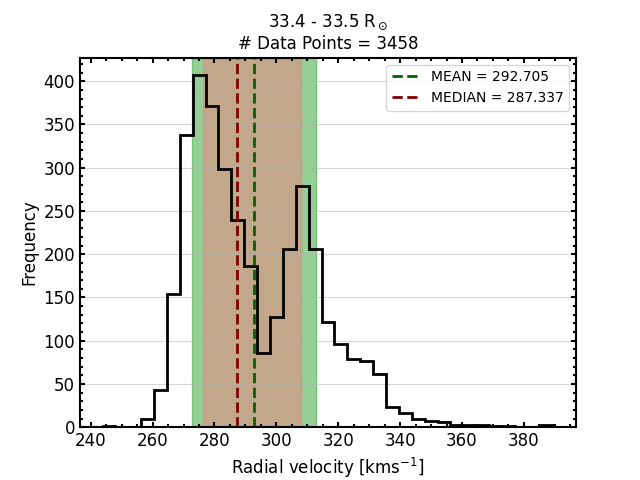 33.4 - 33.5 R⊙
# Data Points = 3458
MEAN = 292.705
MEDIAN = 287.337
400
350
300
250
200
150
100
50
0
Frequency
240 260 280 300 320 340 360 380
Radial velocity [kms⁻¹]